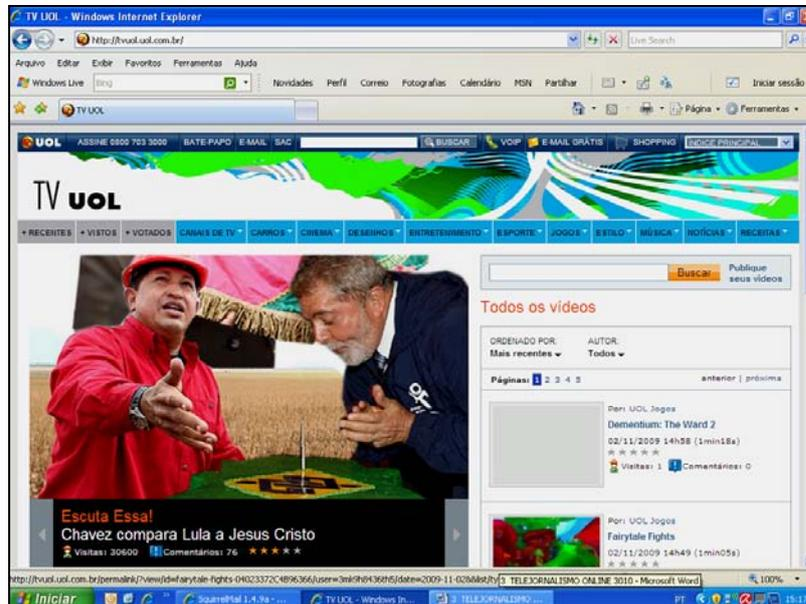 TV UOL - Windows Internet Explorer
http://tvuol.uol.com.br/
Live Search
Arquivo Editar Exibir Favoritos Ferramentas Ajuda
Windows Live Bing Novidades Perfil Correio Fotografias Calendário MSN Partilhar Iniciar sessão
TV UOL Página Ferramentas
UOL ASSINE 0800 703 3000 BATE-PAPO E-MAIL SAC BUSCAR VOIP E-MAIL GRÁTIS SHOPPING ÍNDICE PRINCIPAL
TV UOL
+ RECENTES + VISTOS + VOTADOS CANAIS DE TV CARROS CINEMA DESENHOS ENTRETENIMENTO ESPORTE JOGOS ESTILO MÚSICA NOTÍCIAS RECEITAS
Buscar Publique
seus vídeos
Todos os vídeos
ORDENADO POR: AUTOR:
Mais recentes Todos
Páginas: 1 2 3 4 5 anterior | próxima
Por: UOL Jogos
Dementium: The Ward 2
02/11/2009 14h58 (1min18s)
Visitas: 1 Comentários: 0
Escuta Essa!
Chavez compara Lula a Jesus Cristo
Visitas: 30600 Comentários: 76
Por: UOL Jogos
Fairytale Fights
02/11/2009 14h49 (1min05s)
3 TELEJORNALISMO ONLINE 3010 - Microsoft Word
100%
Iniciar SquirrelMail 1.4.9a - ... TV UOL - Windows In... 3 TELEJORNALISMO ... PT 15:17